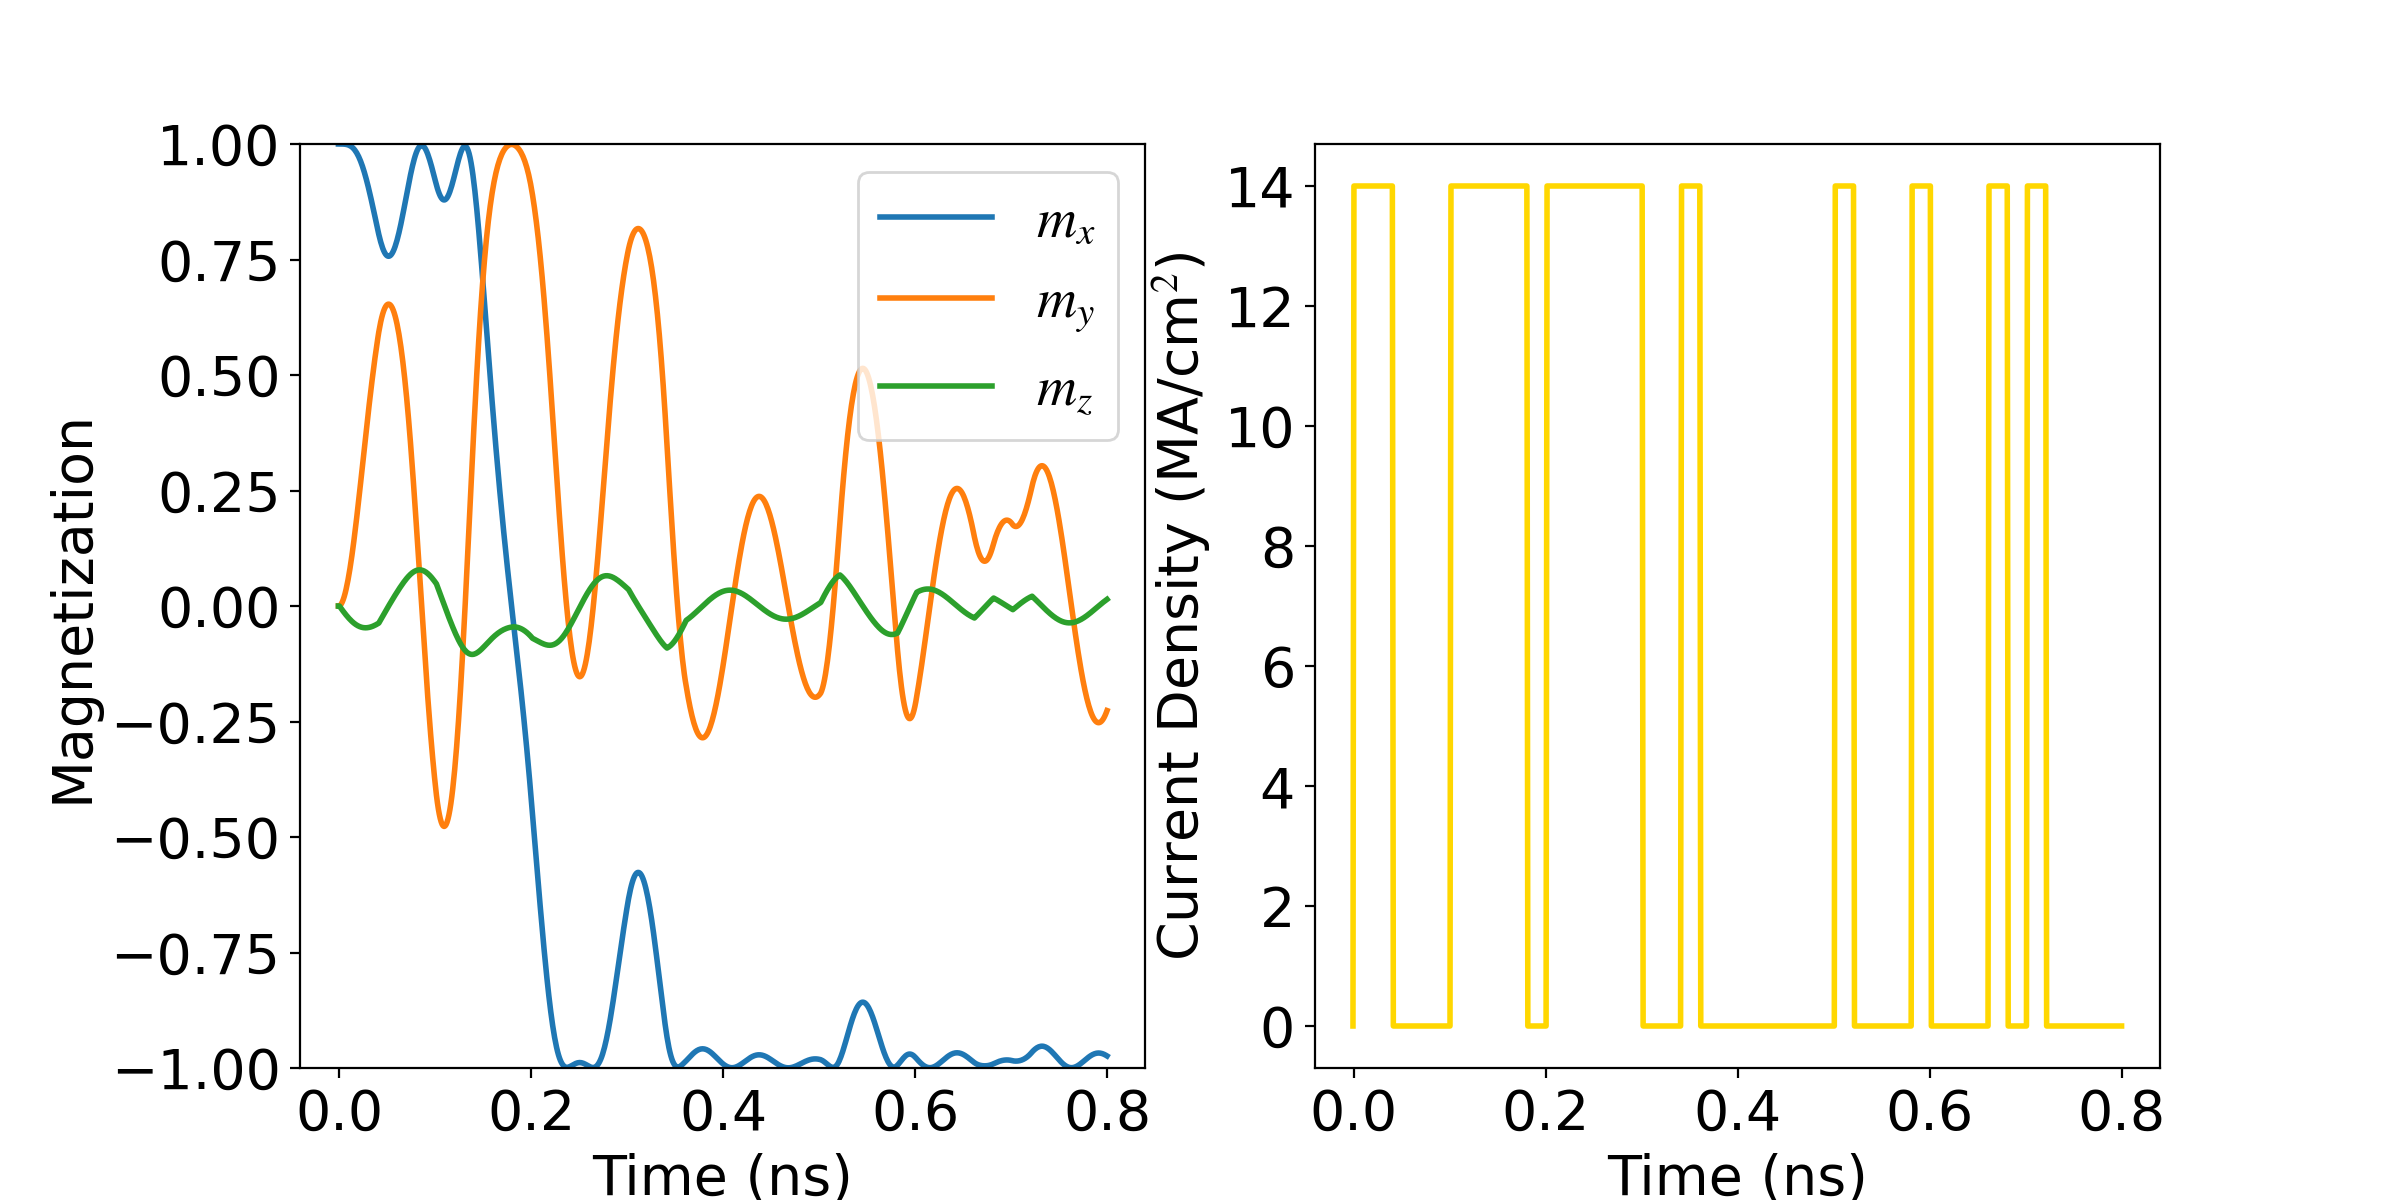 Magnetization
1.00
0.75
0.50
0.25
0.00
−0.25
−0.50
−0.75
−1.00
0.0 0.2 0.4 0.6 0.8
Time (ns)
m_x
m_y
m_z
Current Density (MA/cm²)
14
12
10
8
6
4
2
0
0.0 0.2 0.4 0.6 0.8
Time (ns)